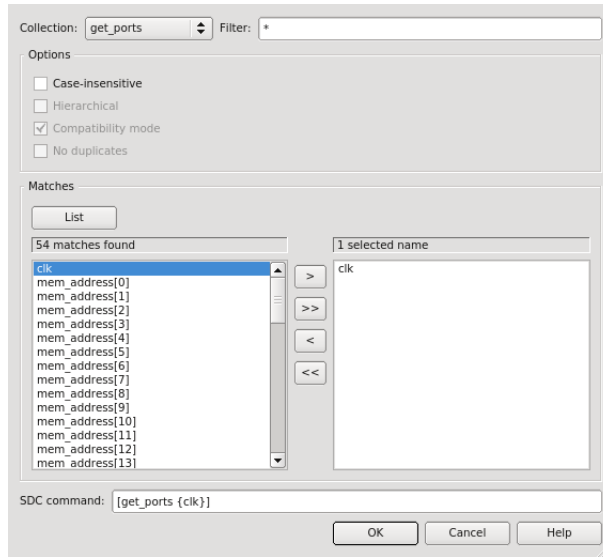 Collection: get_ports Filter: *
Options
Case-insensitive
Hierarchical
Compatibility mode
No duplicates
Matches
List
54 matches found
1 selected name
clk
mem_address[0]
mem_address[1]
mem_address[2]
mem_address[3]
mem_address[4]
mem_address[5]
mem_address[6]
mem_address[7]
mem_address[8]
mem_address[9]
mem_address[10]
mem_address[11]
mem_address[12]
mem_address[13]
>
>>
<
<<
clk
SDC command: [get_ports {clk}]
OK Cancel Help